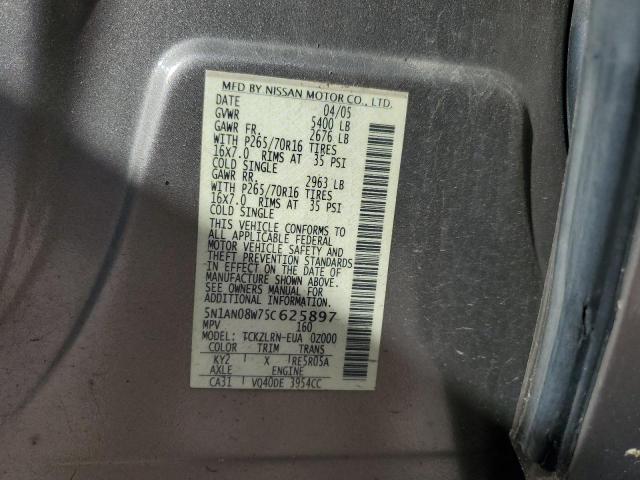 MFD BY NISSAN MOTOR CO., LTD.
DATE 04/05
GVWR 5400 LB
GAWR FR. 2676 LB
WITH P265/70R16 TIRES
16X7.0 RIMS AT 35 PSI
COLD SINGLE
GAWR RR. 2963 LB
WITH P265/70R16 TIRES
16X7.0 RIMS AT 35 PSI
COLD SINGLE
THIS VEHICLE CONFORMS TO
ALL APPLICABLE FEDERAL
MOTOR VEHICLE SAFETY AND
THEFT PREVENTION STANDARDS
IN EFFECT ON THE DATE OF
MANUFACTURE SHOWN ABOVE.
SEE OWNERS MANUAL FOR
ADDITIONAL INFORMATION.
5N1AN08W75C625897
MPV 160
MODEL: TCKZLRN-EUA 02000
COLOR TRIM TRANS
KY2 X RE5R05A
AXLE ENGINE
CA31 VQ40DE 3954CC